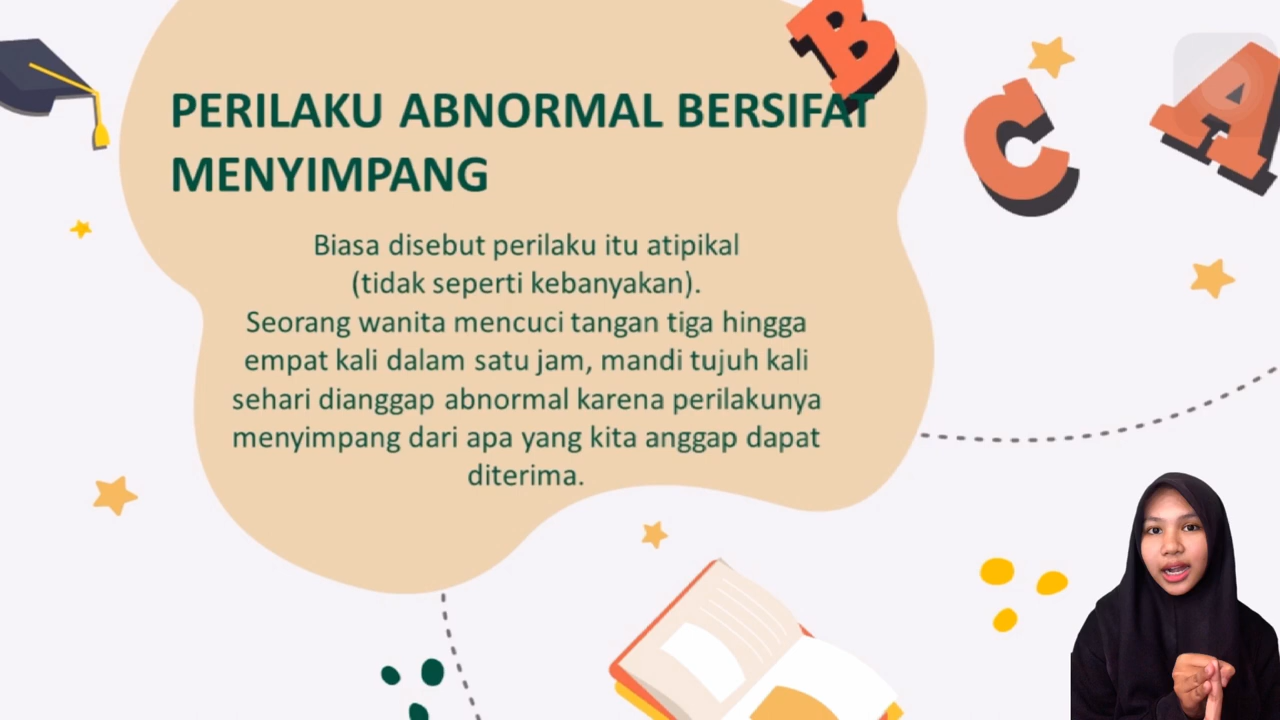 B
C
A
PERILAKU ABNORMAL BERSIFAT
MENYIMPANG
Biasa disebut perilaku itu atipikal
(tidak seperti kebanyakan).
Seorang wanita mencuci tangan tiga hingga
empat kali dalam satu jam, mandi tujuh kali
sehari dianggap abnormal karena perilakunya
menyimpang dari apa yang kita anggap dapat
diterima.